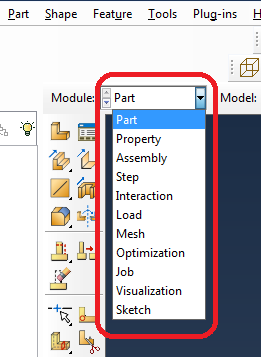 Part Shape Feature Tools Plug-ins
Module: Part Model:
Part
Property
Assembly
Step
Interaction
Load
Mesh
Optimization
Job
Visualization
Sketch